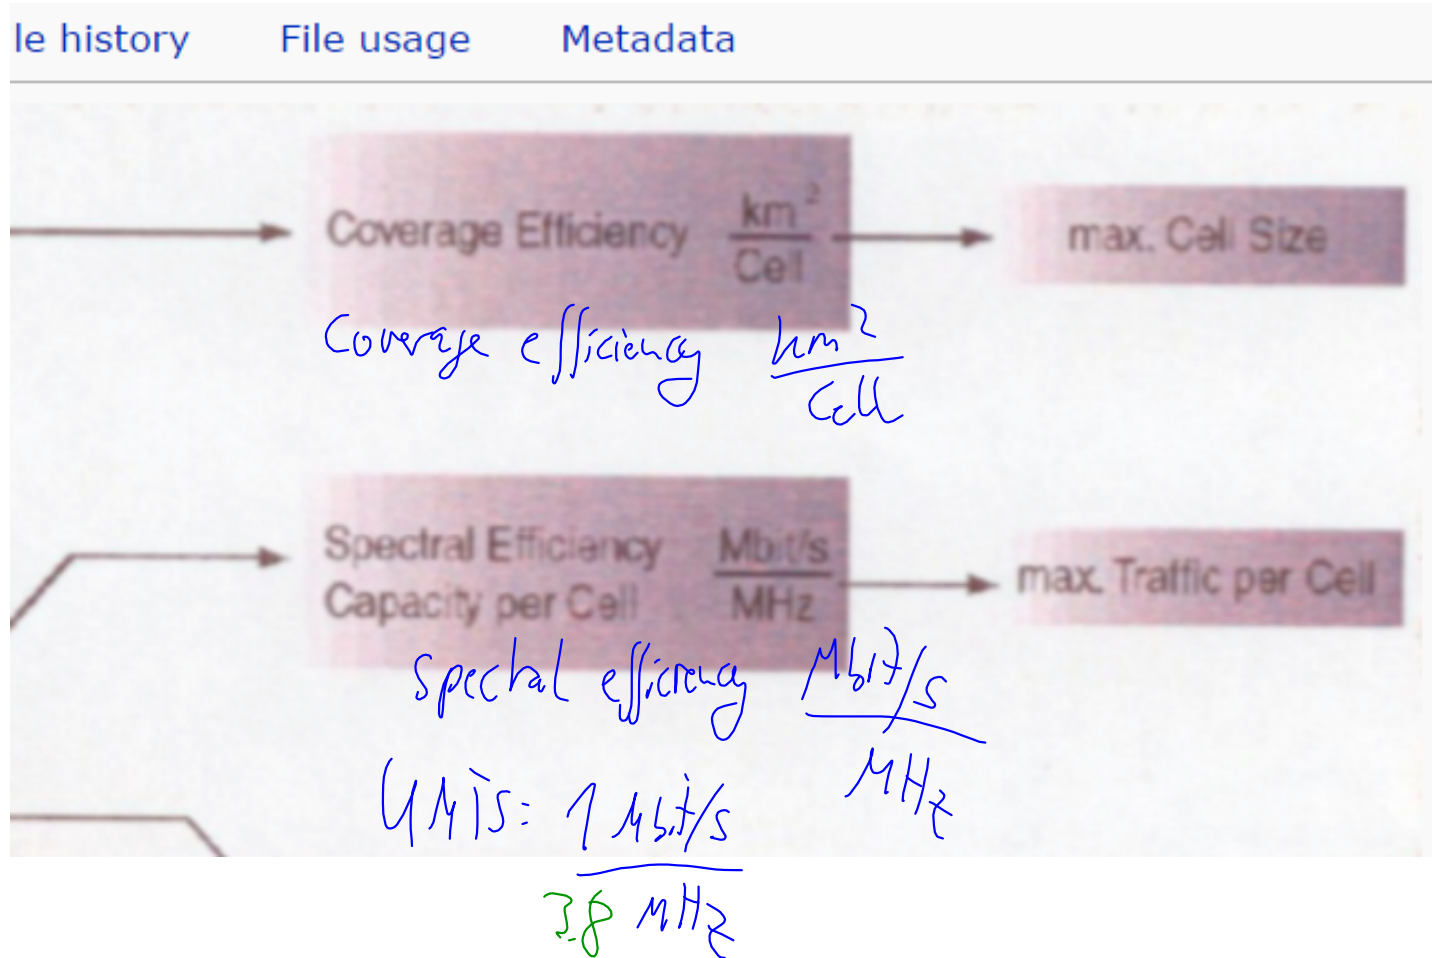 le history File usage Metadata
Coverage Efficiency km²
Cell
max. Cell Size
Coverage efficiency km²
Cell
Spectral Efficiency Mbit/s
Capacity per Cell MHz
max. Traffic per Cell
Spectral efficiency Mbit/s
MHz
UMTS: 1 Mbit/s
3.8 MHz